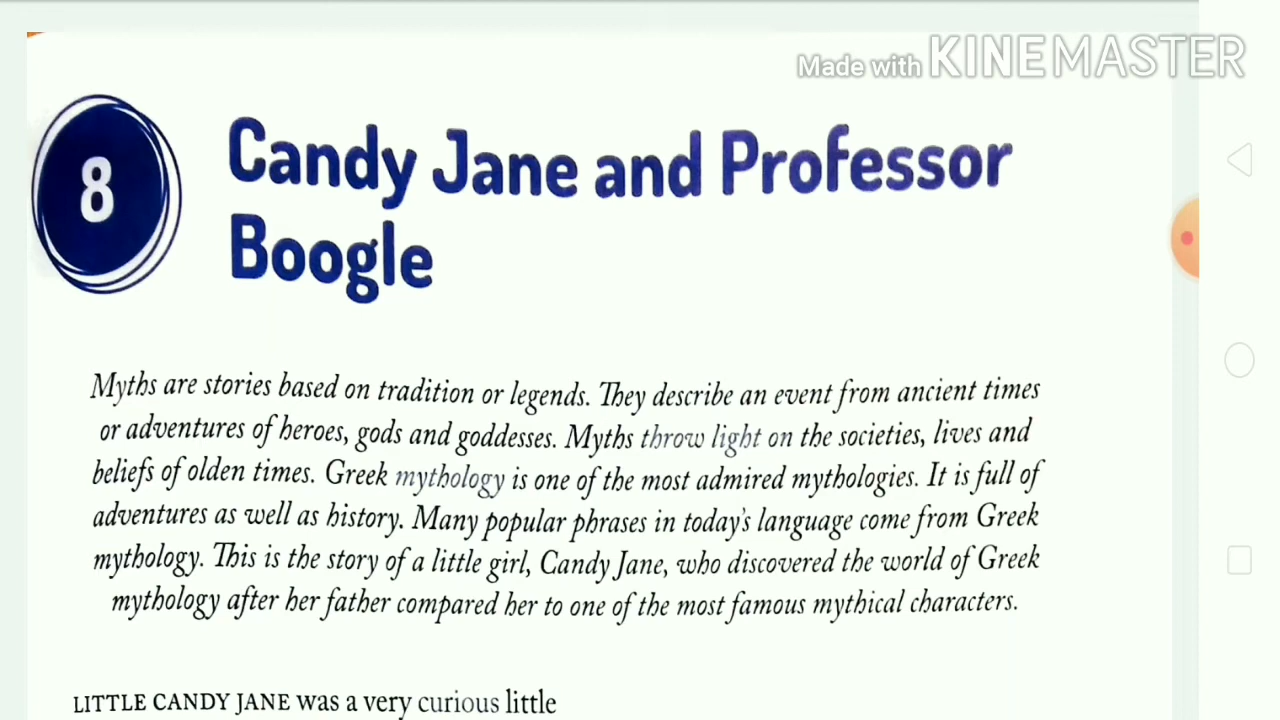 Made with KINEMASTER
8
Candy Jane and Professor
Boogle
Myths are stories based on tradition or legends. They describe an event from ancient times
or adventures of heroes, gods and goddesses. Myths throw light on the societies, lives and
beliefs of olden times. Greek mythology is one of the most admired mythologies. It is full of
adventures as well as history. Many popular phrases in today's language come from Greek
mythology. This is the story of a little girl, Candy Jane, who discovered the world of Greek
mythology after her father compared her to one of the most famous mythical characters.
LITTLE CANDY JANE was a very curious little